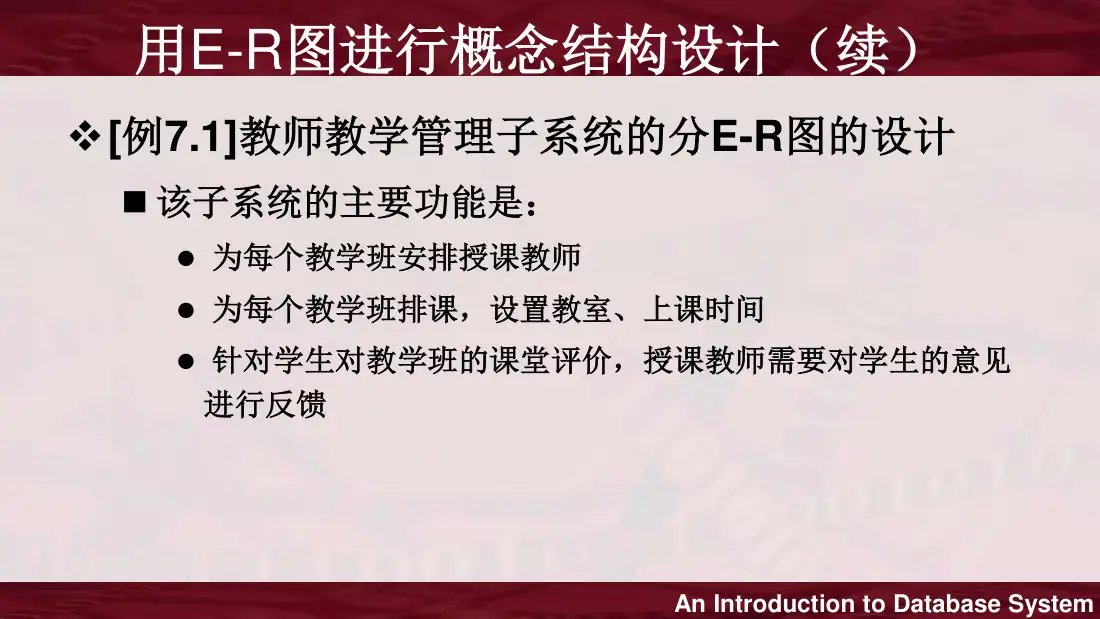 用E-R图进行概念结构设计（续）
❖[例7.1]教师教学管理子系统的分E-R图的设计
■ 该子系统的主要功能是：
● 为每个教学班安排授课教师
● 为每个教学班排课，设置教室、上课时间
● 针对学生对教学班的课堂评价，授课教师需要对学生的意见
进行反馈
An Introduction to Database System